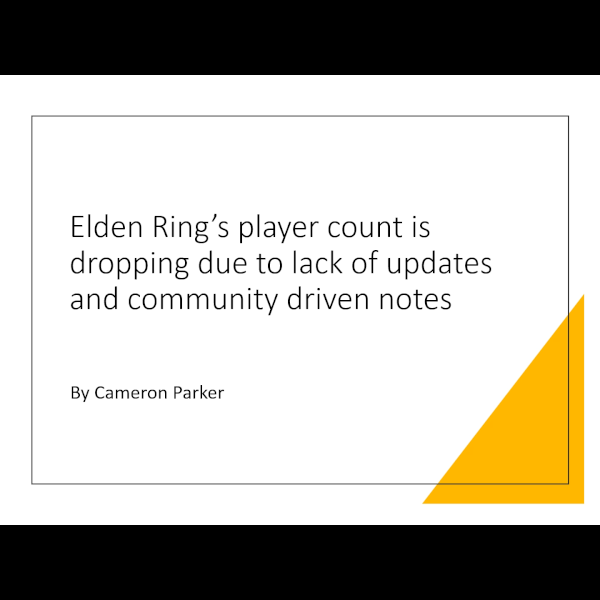 Elden Ring’s player count is
dropping due to lack of updates
and community driven notes
By Cameron Parker